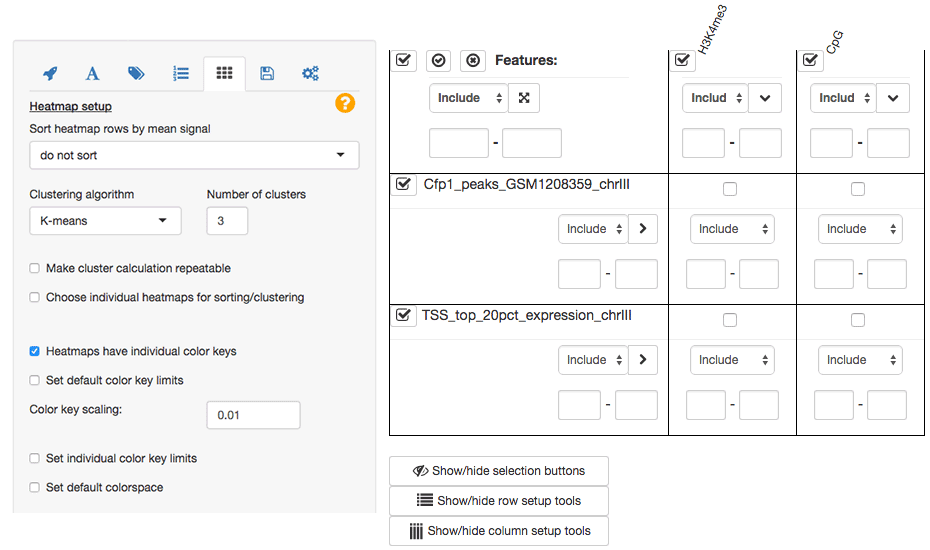 A
Heatmap setup
?
Sort heatmap rows by mean signal
do not sort
Clustering algorithm
Number of clusters
K-means
3
Make cluster calculation repeatable
Choose individual heatmaps for sorting/clustering
Heatmaps have individual color keys
Set default color key limits
Color key scaling:
0.01
Set individual color key limits
Set default colorspace
Features:
H3K4me3
CpG
Include
Includ
Includ
-
-
-
Cfp1_peaks_GSM1208359_chrIII
Include
Include
Include
-
-
-
TSS_top_20pct_expression_chrIII
Include
Include
Include
-
-
-
Show/hide selection buttons
Show/hide row setup tools
Show/hide column setup tools